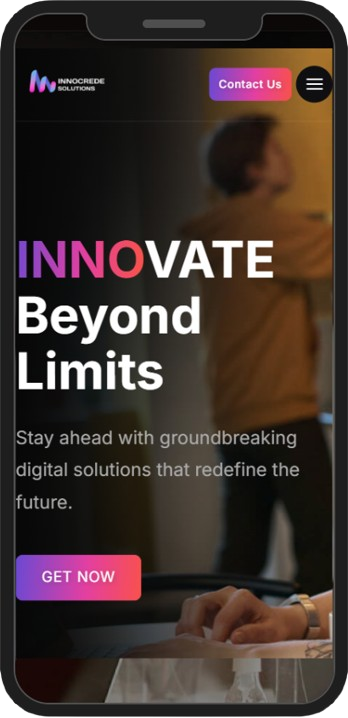 INNOCREDE
SOLUTIONS
Contact Us
INNOVATE
Beyond
Limits
Stay ahead with groundbreaking
digital solutions that redefine the
future.
GET NOW